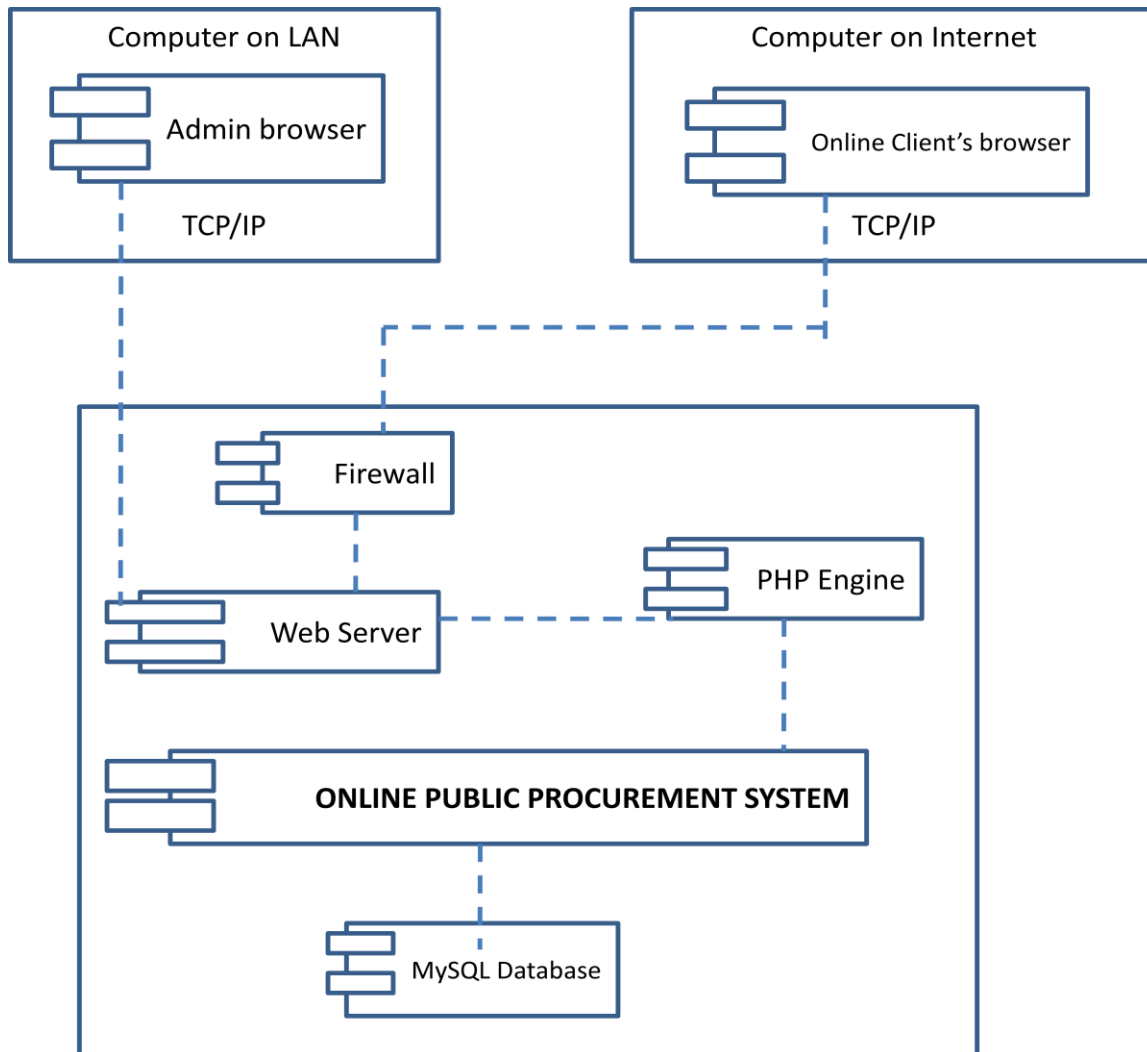 Computer on LAN
Admin browser
TCP/IP
Computer on Internet
Online Client’s browser
TCP/IP
Firewall
PHP Engine
Web Server
ONLINE PUBLIC PROCUREMENT SYSTEM
MySQL Database